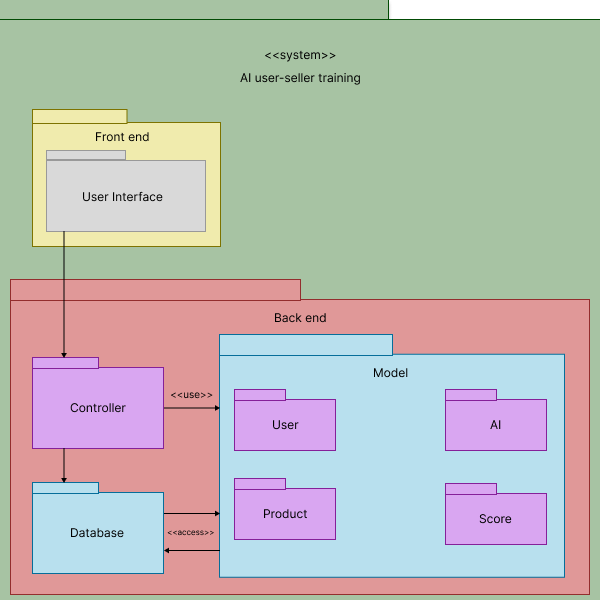 <<system>>
AI user-seller training
Front end
User Interface
Back end
Model
Controller
<<use>>
User
AI
Product
Score
Database
<<access>>